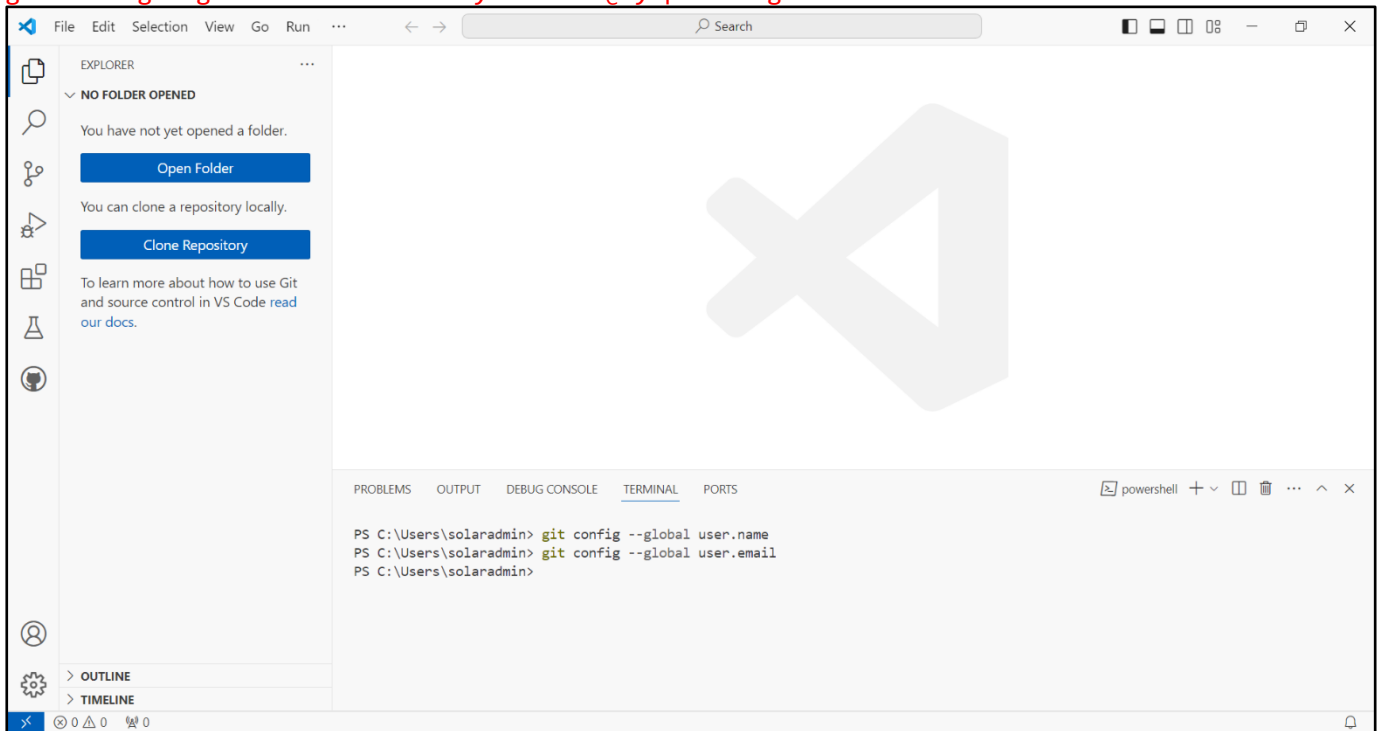 File Edit Selection View Go Run ...
Search
EXPLORER
NO FOLDER OPENED
You have not yet opened a folder.
Open Folder
You can clone a repository locally.
Clone Repository
To learn more about how to use Git
and source control in VS Code read
our docs.
PROBLEMS OUTPUT DEBUG CONSOLE TERMINAL PORTS
powershell
PS C:\Users\solaradmin> git config --global user.name
PS C:\Users\solaradmin> git config --global user.email
PS C:\Users\solaradmin>
OUTLINE
TIMELINE
0 0 0